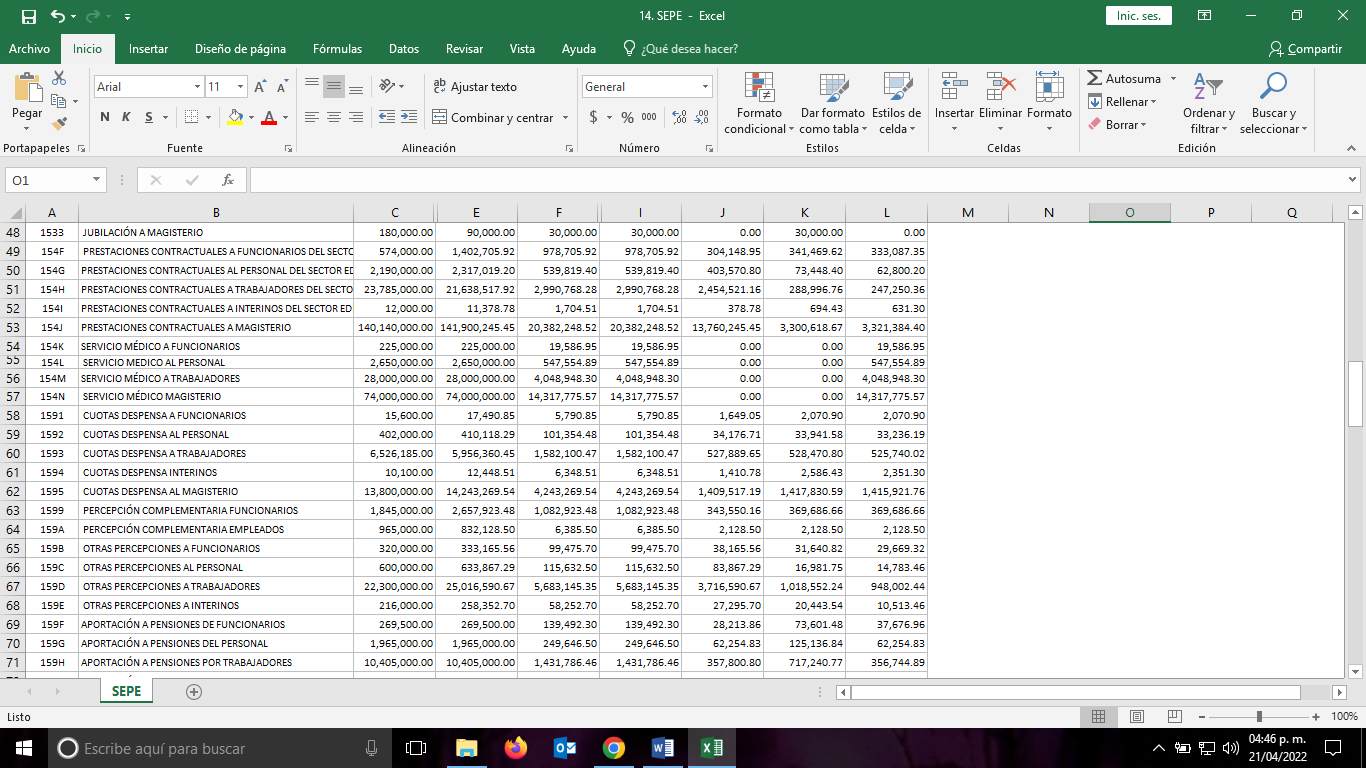 14. SEPE - Excel
Inic. ses.
Archivo Inicio Insertar Diseño de página Fórmulas Datos Revisar Vista Ayuda ¿Qué desea hacer? Compartir
Pegar
Arial 11
N K S
Ajustar texto
Combinar y centrar
General
$ % 000
Formato condicional
Dar formato como tabla
Estilos de celda
Insertar Eliminar Formato
Autosuma
Rellenar
Borrar
Ordenar y filtrar
Buscar y seleccionar
Portapapeles Fuente Alineación Número Estilos Celdas Edición
O1 fx
A B C E F I J K L M N O P Q
48 1533 JUBILACIÓN A MAGISTERIO 180,000.00 90,000.00 30,000.00 30,000.00 0.00 30,000.00 0.00
49 154F PRESTACIONES CONTRACTUALES A FUNCIONARIOS DEL SECTO 574,000.00 1,402,705.92 978,705.92 978,705.92 304,148.95 341,469.62 333,087.35
50 154G PRESTACIONES CONTRACTUALES AL PERSONAL DEL SECTOR ED 2,190,000.00 2,317,019.20 539,819.40 539,819.40 403,570.80 73,448.40 62,800.20
51 154H PRESTACIONES CONTRACTUALES A TRABAJADORES DEL SECTO 23,785,000.00 21,638,517.92 2,990,768.28 2,990,768.28 2,454,521.16 288,996.76 247,250.36
52 154I PRESTACIONES CONTRACTUALES A INTERINOS DEL SECTOR ED 12,000.00 11,378.78 1,704.51 1,704.51 378.78 694.43 631.30
53 154J PRESTACIONES CONTRACTUALES A MAGISTERIO 140,140,000.00 141,900,245.45 20,382,248.52 20,382,248.52 13,760,245.45 3,300,618.67 3,321,384.40
54 154K SERVICIO MÉDICO A FUNCIONARIOS 225,000.00 225,000.00 19,586.95 19,586.95 0.00 0.00 19,586.95
55 154L SERVICIO MEDICO AL PERSONAL 2,650,000.00 2,650,000.00 547,554.89 547,554.89 0.00 0.00 547,554.89
56 154M SERVICIO MÉDICO A TRABAJADORES 28,000,000.00 28,000,000.00 4,048,948.30 4,048,948.30 0.00 0.00 4,048,948.30
57 154N SERVICIO MÉDICO MAGISTERIO 74,000,000.00 74,000,000.00 14,317,775.57 14,317,775.57 0.00 0.00 14,317,775.57
58 1591 CUOTAS DESPENSA A FUNCIONARIOS 15,600.00 17,490.85 5,790.85 5,790.85 1,649.05 2,070.90 2,070.90
59 1592 CUOTAS DESPENSA AL PERSONAL 402,000.00 410,118.29 101,354.48 101,354.48 34,176.71 33,941.58 33,236.19
60 1593 CUOTAS DESPENSA A TRABAJADORES 6,526,185.00 5,956,360.45 1,582,100.47 1,582,100.47 527,889.65 528,470.80 525,740.02
61 1594 CUOTAS DESPENSA INTERINOS 10,100.00 12,448.51 6,348.51 6,348.51 1,410.78 2,586.43 2,351.30
62 1595 CUOTAS DESPENSA AL MAGISTERIO 13,800,000.00 14,243,269.54 4,243,269.54 4,243,269.54 1,409,517.19 1,417,830.59 1,415,921.76
63 1599 PERCEPCIÓN COMPLEMENTARIA FUNCIONARIOS 1,845,000.00 2,657,923.48 1,082,923.48 1,082,923.48 343,550.16 369,686.66 369,686.66
64 159A PERCEPCIÓN COMPLEMENTARIA EMPLEADOS 965,000.00 832,128.50 6,385.50 6,385.50 2,128.50 2,128.50 2,128.50
65 159B OTRAS PERCEPCIONES A FUNCIONARIOS 320,000.00 333,165.56 99,475.70 99,475.70 38,165.56 31,640.82 29,669.32
66 159C OTRAS PERCEPCIONES AL PERSONAL 600,000.00 633,867.29 115,632.50 115,632.50 83,867.29 16,981.75 14,783.46
67 159D OTRAS PERCEPCIONES A TRABAJADORES 22,300,000.00 25,016,590.67 5,683,145.35 5,683,145.35 3,716,590.67 1,018,552.24 948,002.44
68 159E OTRAS PERCEPCIONES A INTERINOS 216,000.00 258,352.70 58,252.70 58,252.70 27,295.70 20,443.54 10,513.46
69 159F APORTACIÓN A PENSIONES DE FUNCIONARIOS 269,500.00 269,500.00 139,492.30 139,492.30 28,213.86 73,601.48 37,676.96
70 159G APORTACIÓN A PENSIONES DEL PERSONAL 1,965,000.00 1,965,000.00 249,646.50 249,646.50 62,254.83 125,136.84 62,254.83
71 159H APORTACIÓN A PENSIONES POR TRABAJADORES 10,405,000.00 10,405,000.00 1,431,786.46 1,431,786.46 357,800.80 717,240.77 356,744.89
SEPE
Listo 100%
Escribe aquí para buscar
04:46 p. m.
21/04/2022